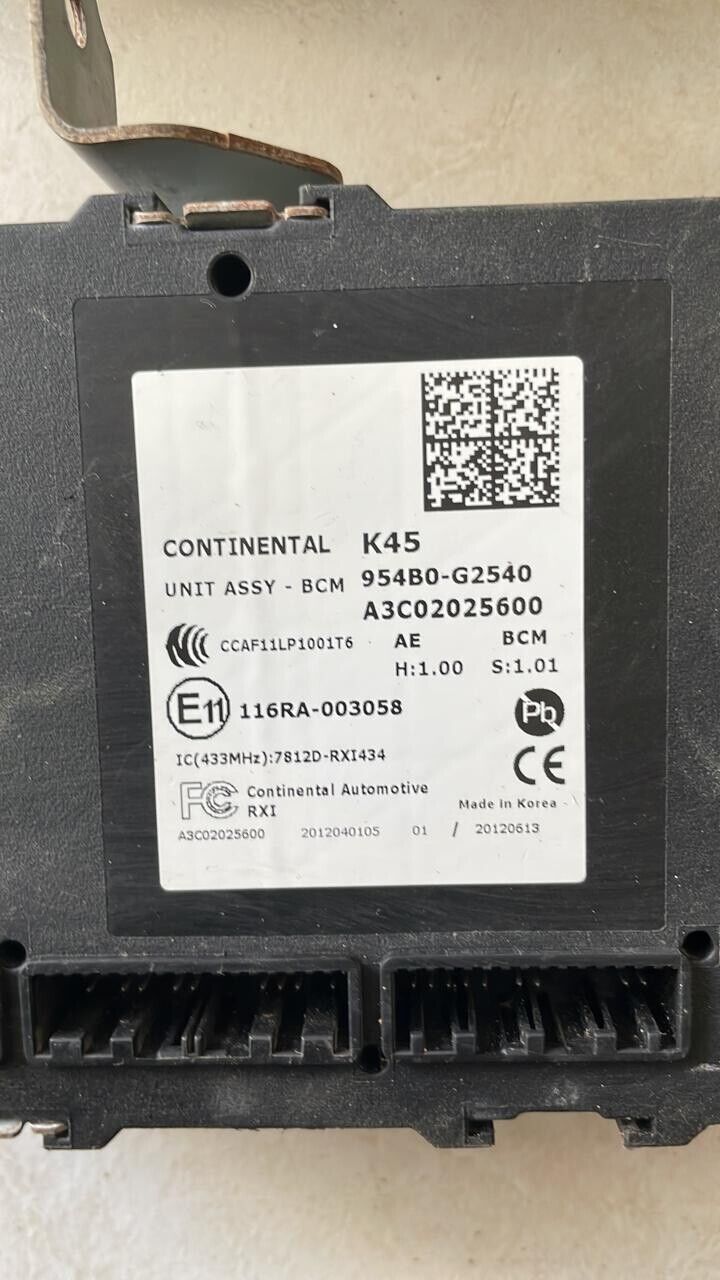 CONTINENTAL K45
UNIT ASSY - BCM 954B0-G2540
A3C02025600
CCAF11LP1001T6 AE BCM
H:1.00 S:1.01
E11 116RA-003058 Pb
IC(433MHz):7812D-RXI434 CE
FC Continental Automotive
RXI Made in Korea
A3C02025600 2012040105 01 / 20120613